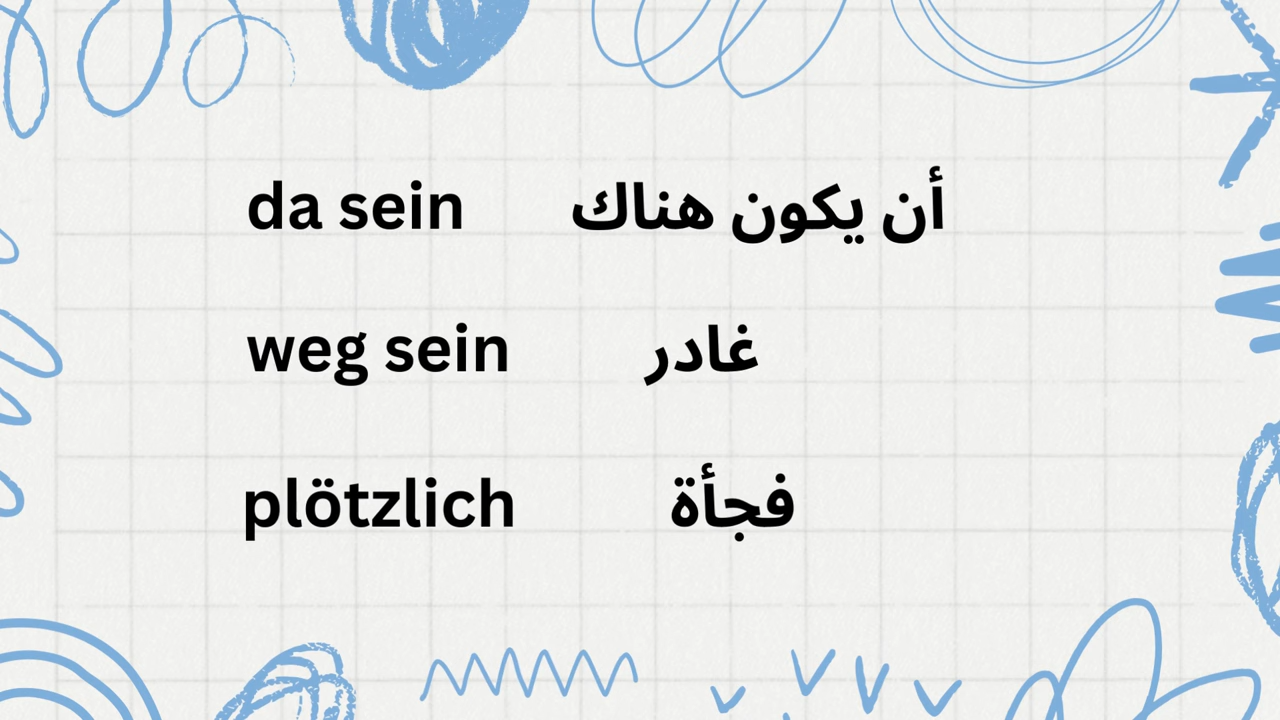 da sein أن يكون هناك
weg sein غادر
plötzlich فجأة